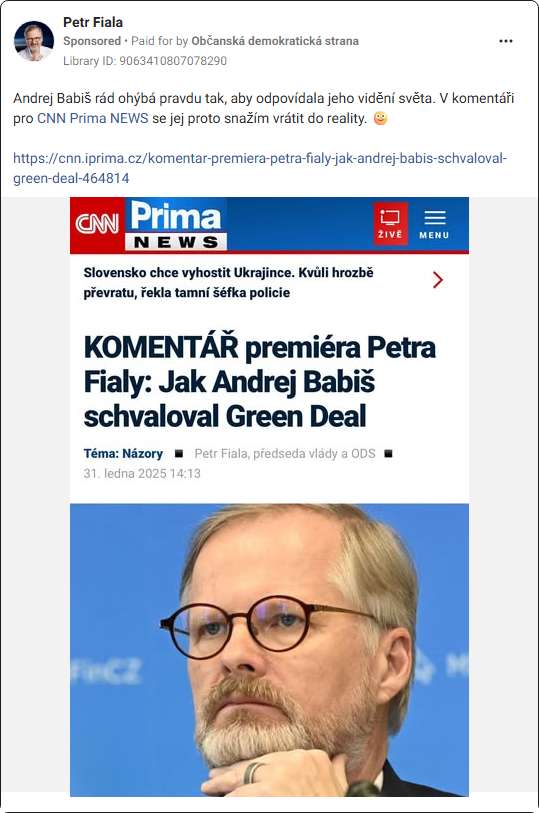 Petr Fiala
Sponsored • Paid for by Občanská demokratická strana
Library ID: 9063410807078290
Andrej Babiš rád ohýbá pravdu tak, aby odpovídala jeho vidění světa. V komentáři
pro CNN Prima NEWS se jej proto snažím vrátit do reality.
https://cnn.iprima.cz/komentar-premiera-petra-fialy-jak-andrej-babis-schvaloval-
green-deal-464814
CNN Prima NEWS
ŽIVĚ
MENU
Slovensko chce vyhostit Ukrajince. Kvůli hrozbě
převratu, řekla tamní šéfka policie
KOMENTÁŘ premiéra Petra
Fialy: Jak Andrej Babiš
schvaloval Green Deal
Téma: Názory ■ Petr Fiala, předseda vlády a ODS ■
31. ledna 2025 14:13